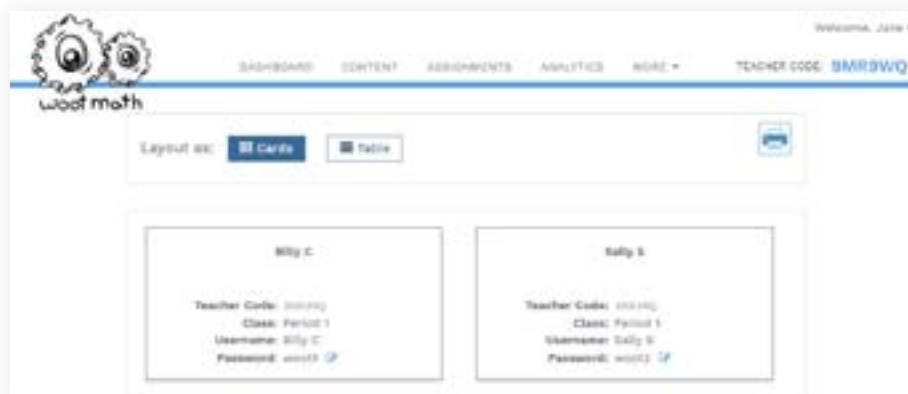 Welcome, Jane
woot math
DASHBOARD CONTENT ASSIGNMENTS ANALYTICS MORE
TEACHER CODE:
Layout as: Cards Table
Billy C
Teacher Code:
Class: Period 1
Username: Billy C
Password:
Sally S
Teacher Code:
Class: Period 1
Username: Sally S
Password: